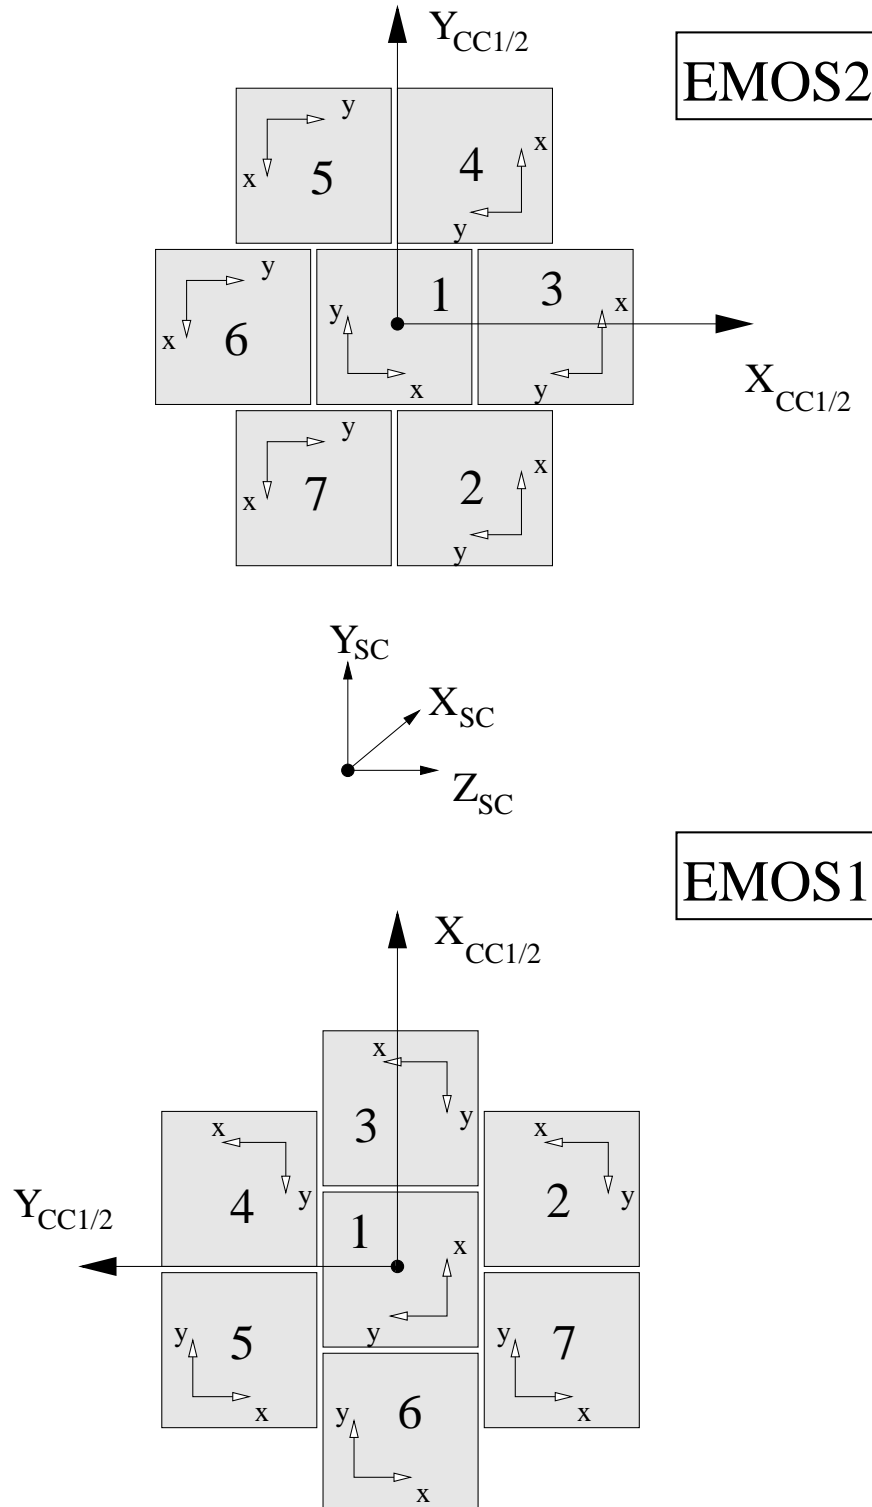 Y_CC1/2
EMOS2
y
x
5
x
4
y
y
6
x
1
y
x
3
x
y
X_CC1/2
y
7
x
x
2
y
Y_SC
X_SC
Z_SC
EMOS1
X_CC1/2
x
3
y
x
4
y
x
2
y
Y_CC1/2
1
x
y
y
5
x
y
7
x
y
6
x